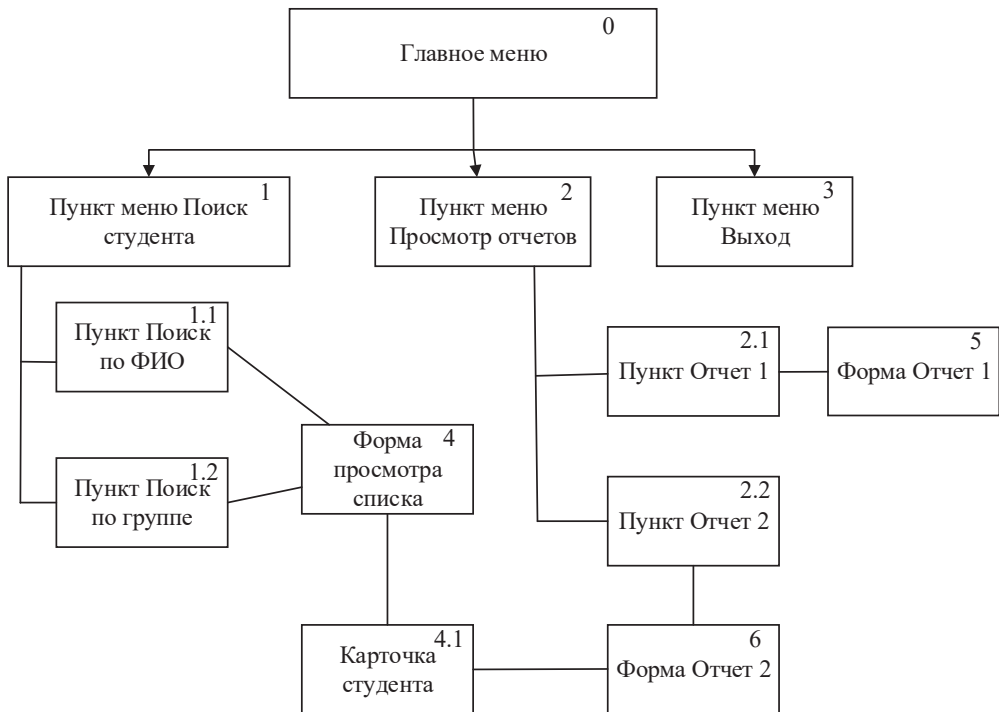 0
Главное меню
1
Пункт меню Поиск
студента
2
Пункт меню
Просмотр отчетов
3
Пункт меню
Выход
1.1
Пункт Поиск
по ФИО
2.1
Пункт Отчет 1
5
Форма Отчет 1
4
Форма
просмотра
списка
1.2
Пункт Поиск
по группе
2.2
Пункт Отчет 2
4.1
Карточка
студента
6
Форма Отчет 2